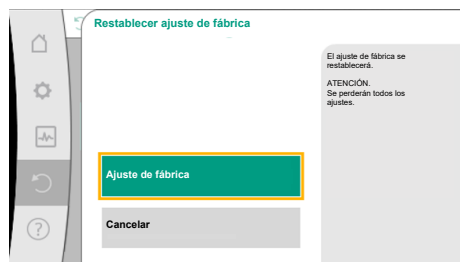 Restablecer ajuste de fábrica
El ajuste de fábrica se
restablecerá.
ATENCIÓN.
Se perderán todos los
ajustes.
Ajuste de fábrica
Cancelar
?